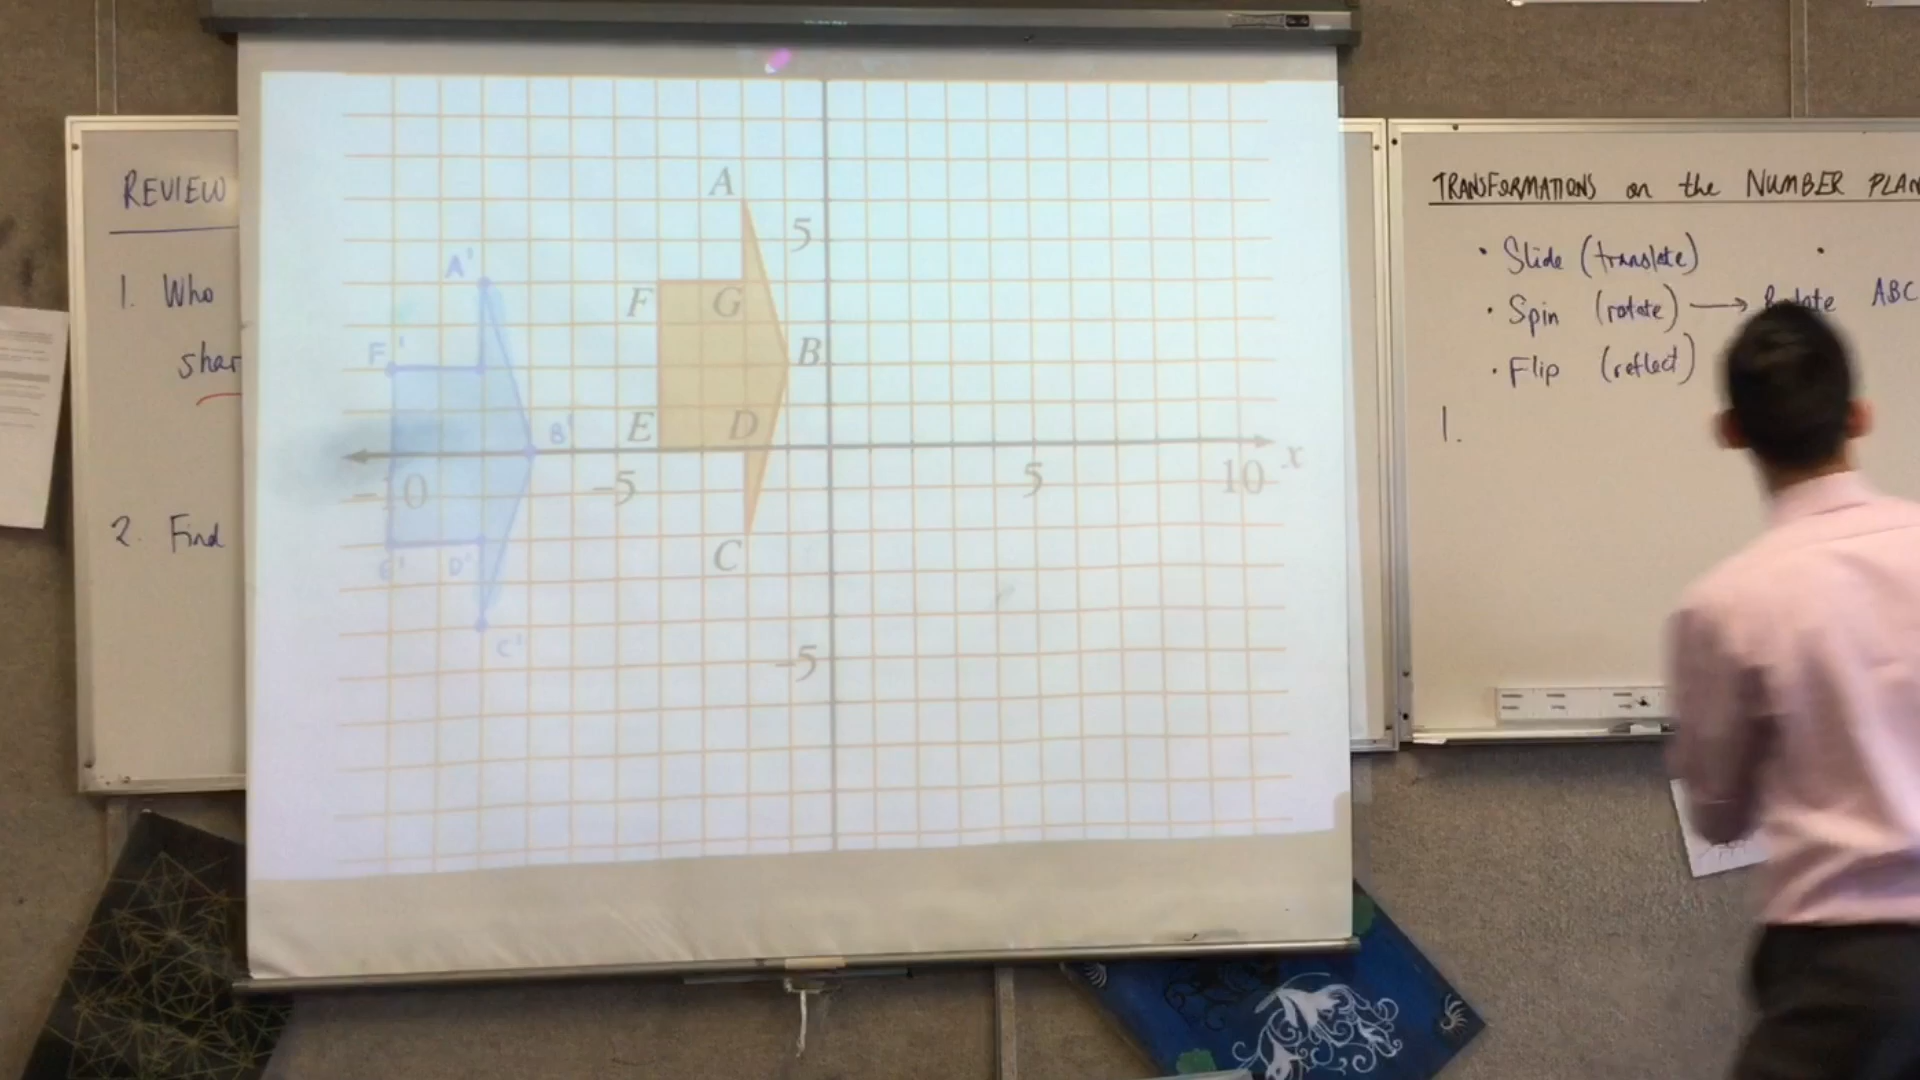 REVIEW
1. Who
shar
2. Find
A
5
A'
F
G
B
F'
E
D
B'
x
-10
-5
5
10
C
E'
D'
C'
-5
TRANSFORMATIONS on the NUMBER PLAN
• Slide (translate)
• Spin (rotate) → Rotate ABC
• Flip (reflect)
1.